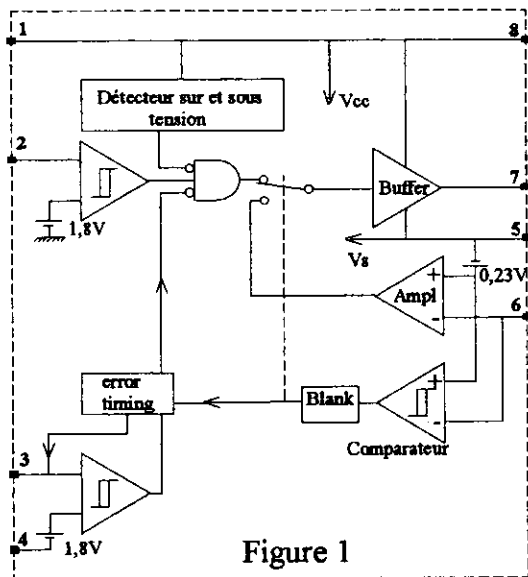 1
8
Détecteur sur et sous
tension
Vcc
2
1,8V
Buffer
7
5
Vs
0,23V
+
Ampl
-
6
error
timing
Blank
+
-
Comparateur
3
4
1,8V
Figure 1